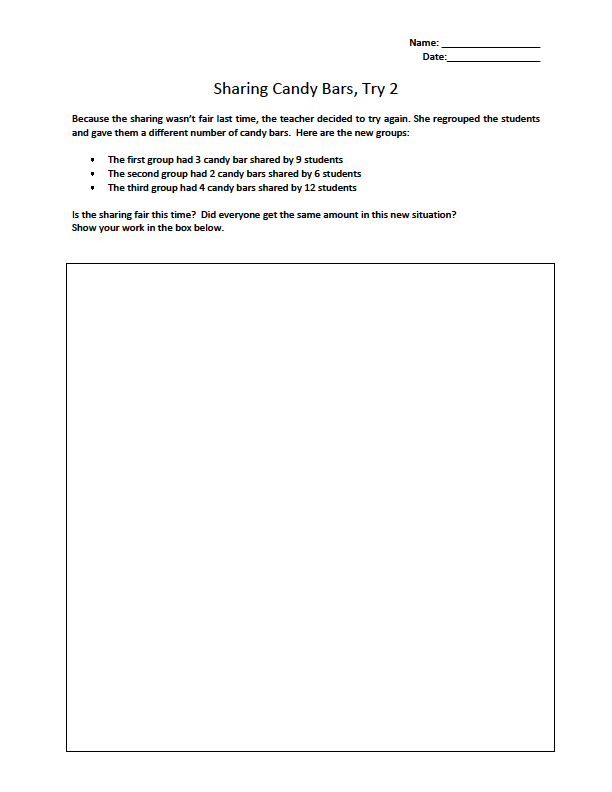 Name: __________________
Date:_________________
Sharing Candy Bars, Try 2
Because the sharing wasn't fair last time, the teacher decided to try again. She regrouped the students
and gave them a different number of candy bars.  Here are the new groups:
• The first group had 3 candy bar shared by 9 students
• The second group had 2 candy bars shared by 6 students
• The third group had 4 candy bars shared by 12 students
Is the sharing fair this time?  Did everyone get the same amount in this new situation?
Show your work in the box below.